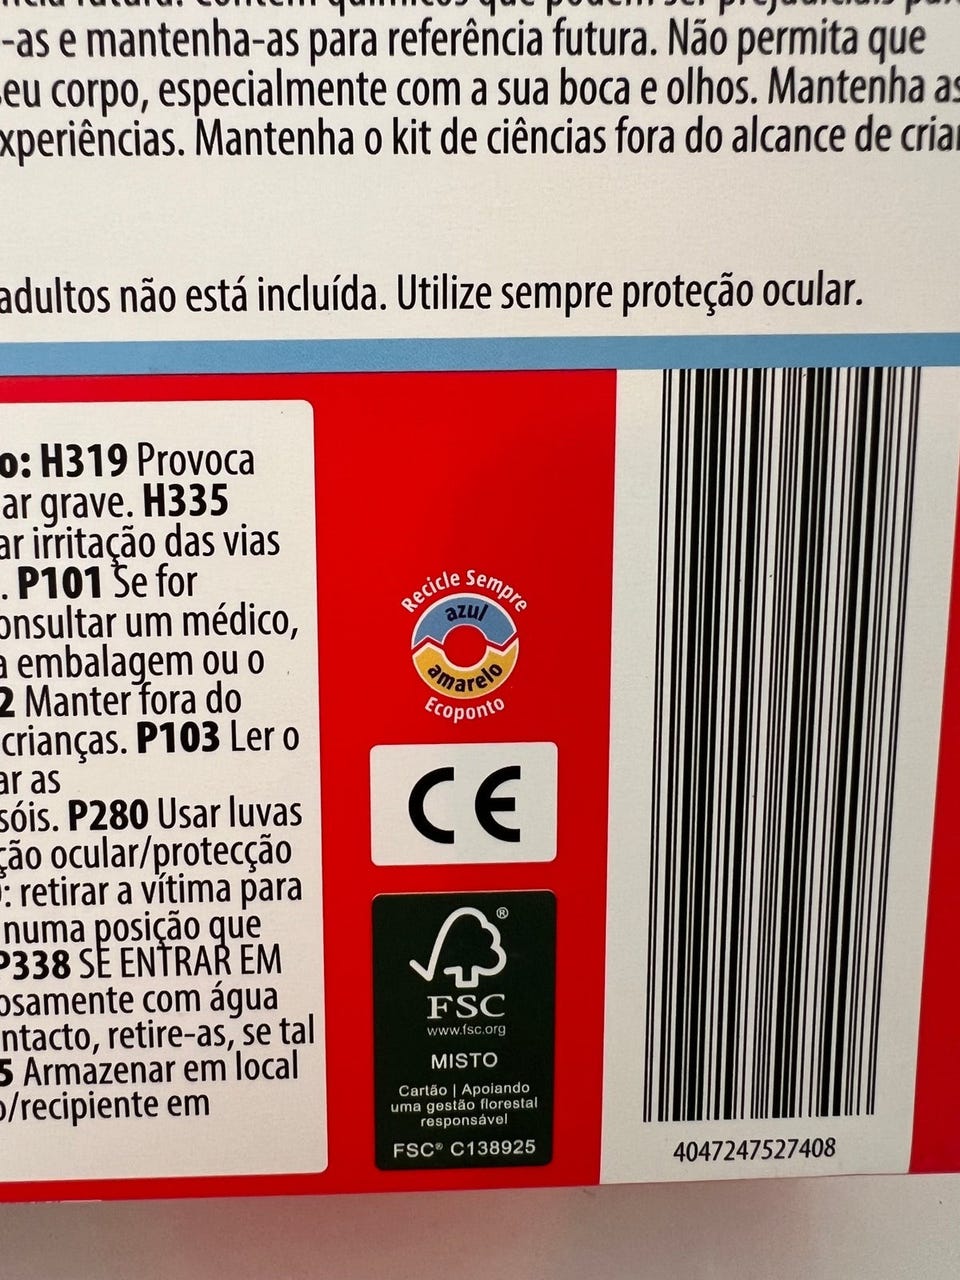 -as e mantenha-as para referência futura. Não permita que
seu corpo, especialmente com a sua boca e olhos. Mantenha as
xperiências. Mantenha o kit de ciências fora do alcance de crian
adultos não está incluída. Utilize sempre proteção ocular.
o: H319 Provoca
ar grave. H335
ar irritação das vias
. P101 Se for
onsultar um médico,
a embalagem ou o
2 Manter fora do
crianças. P103 Ler o
ar as
sóis. P280 Usar luvas
ção ocular/protecção
: retirar a vítima para
numa posição que
P338 SE ENTRAR EM
osamente com água
ntacto, retire-as, se tal
5 Armazenar em local
o/recipiente em
Recicle Sempre
azul
amarelo
Ecoponto
CE
FSC®
www.fsc.org
MISTO
Cartão | Apoiando
uma gestão florestal
responsável
FSC® C138925
4047247527408